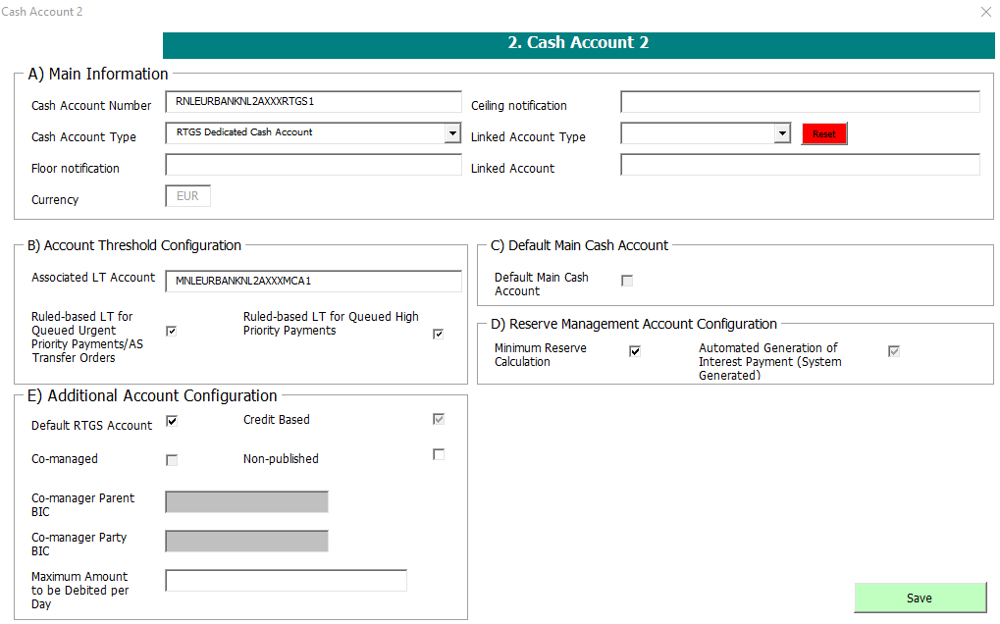 Cash Account 2
2. Cash Account 2
A) Main Information
Cash Account Number
RNLEURBANKNL2AXXXRTGS1
Ceiling notification
Cash Account Type
RTGS Dedicated Cash Account
Linked Account Type
Reset
Floor notification
Linked Account
Currency
EUR
B) Account Threshold Configuration
Associated LT Account
MNLEURBANKNL2AXXXMCA1
Ruled-based LT for
Queued Urgent
Priority Payments/AS
Transfer Orders
Ruled-based LT for Queued High
Priority Payments
C) Default Main Cash Account
Default Main Cash
Account
D) Reserve Management Account Configuration
Minimum Reserve
Calculation
Automated Generation of
Interest Payment (System
Generated)
E) Additional Account Configuration
Default RTGS Account
Credit Based
Co-managed
Non-published
Co-manager Parent
BIC
Co-manager Party
BIC
Maximum Amount
to be Debited per
Day
Save